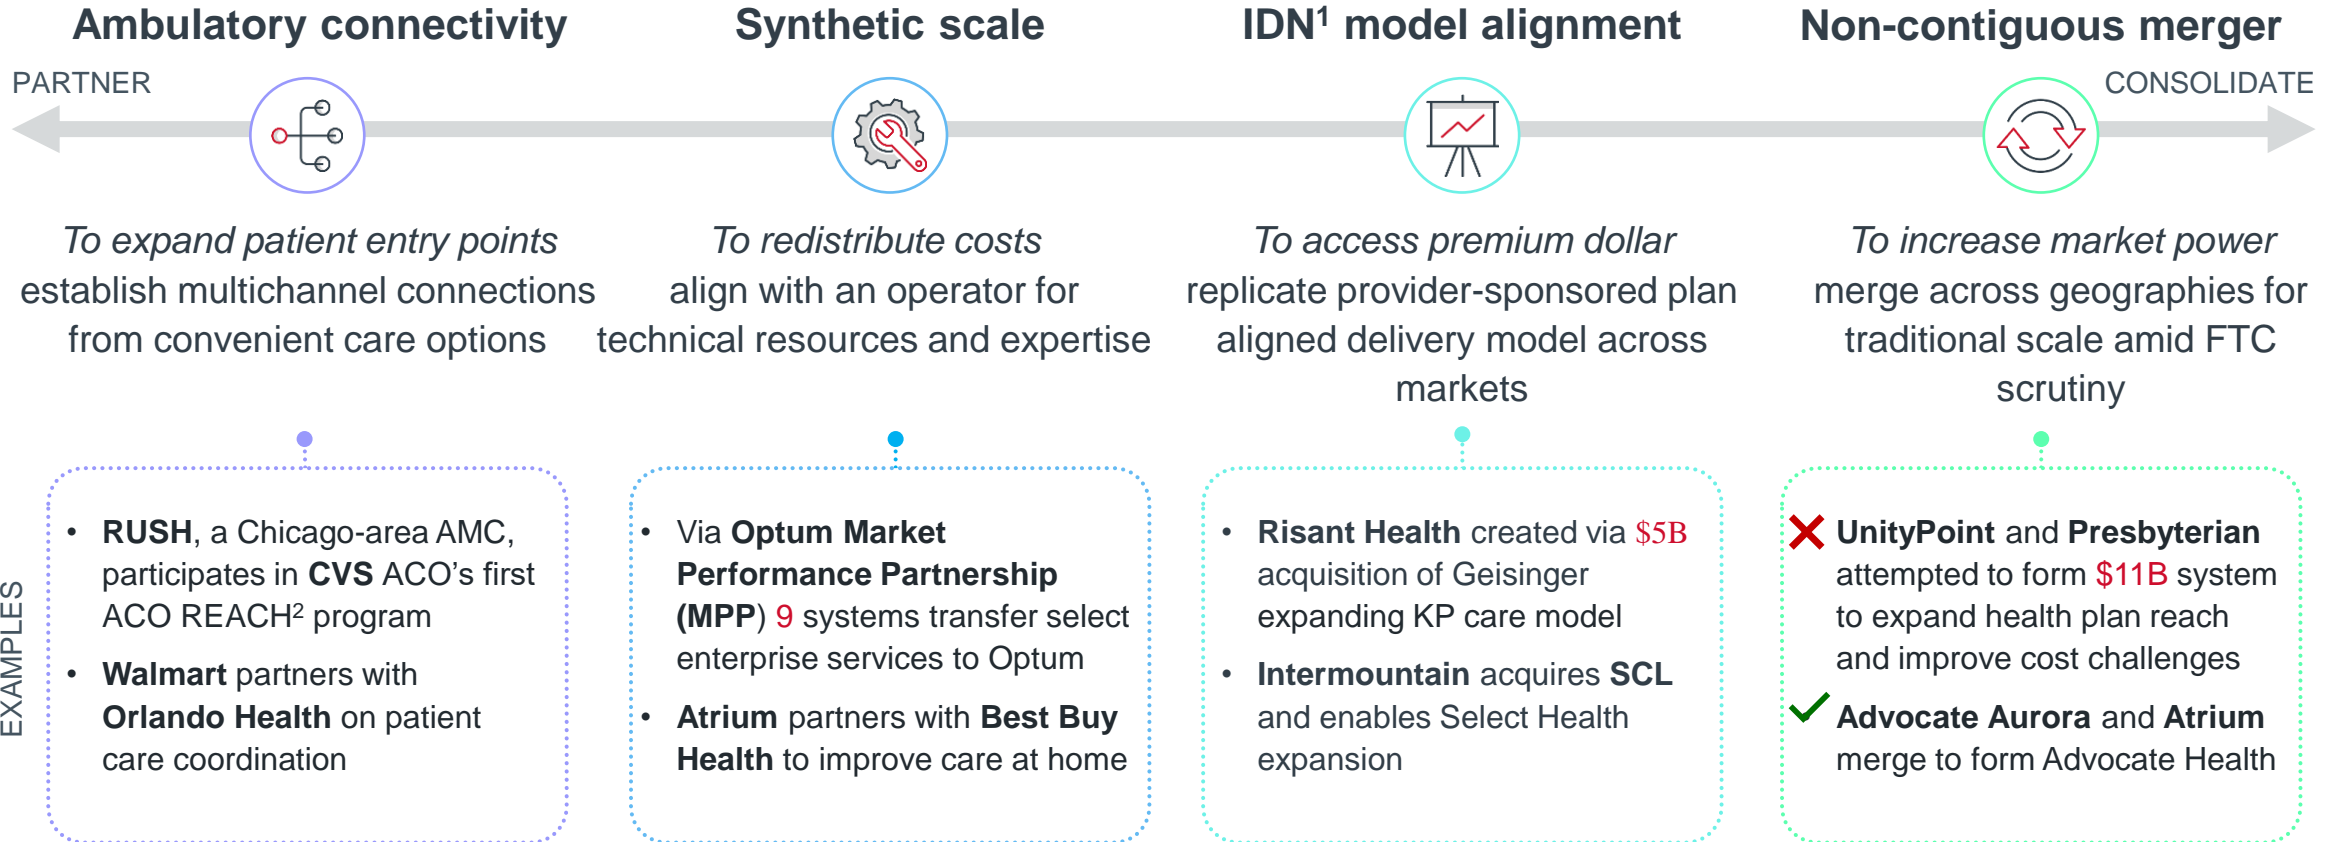 Ambulatory connectivity
Synthetic scale
IDN¹ model alignment
Non-contiguous merger
PARTNER
CONSOLIDATE
To expand patient entry points
establish multichannel connections
from convenient care options
To redistribute costs
align with an operator for
technical resources and expertise
To access premium dollar
replicate provider-sponsored plan
aligned delivery model across
markets
To increase market power
merge across geographies for
traditional scale amid FTC
scrutiny
EXAMPLES
• RUSH, a Chicago-area AMC,
participates in CVS ACO’s first
ACO REACH² program
• Walmart partners with
Orlando Health on patient
care coordination
• Via Optum Market
Performance Partnership
(MPP) 9 systems transfer select
enterprise services to Optum
• Atrium partners with Best Buy
Health to improve care at home
• Risant Health created via $5B
acquisition of Geisinger
expanding KP care model
• Intermountain acquires SCL
and enables Select Health
expansion
UnityPoint and Presbyterian
attempted to form $11B system
to expand health plan reach
and improve cost challenges
Advocate Aurora and Atrium
merge to form Advocate Health